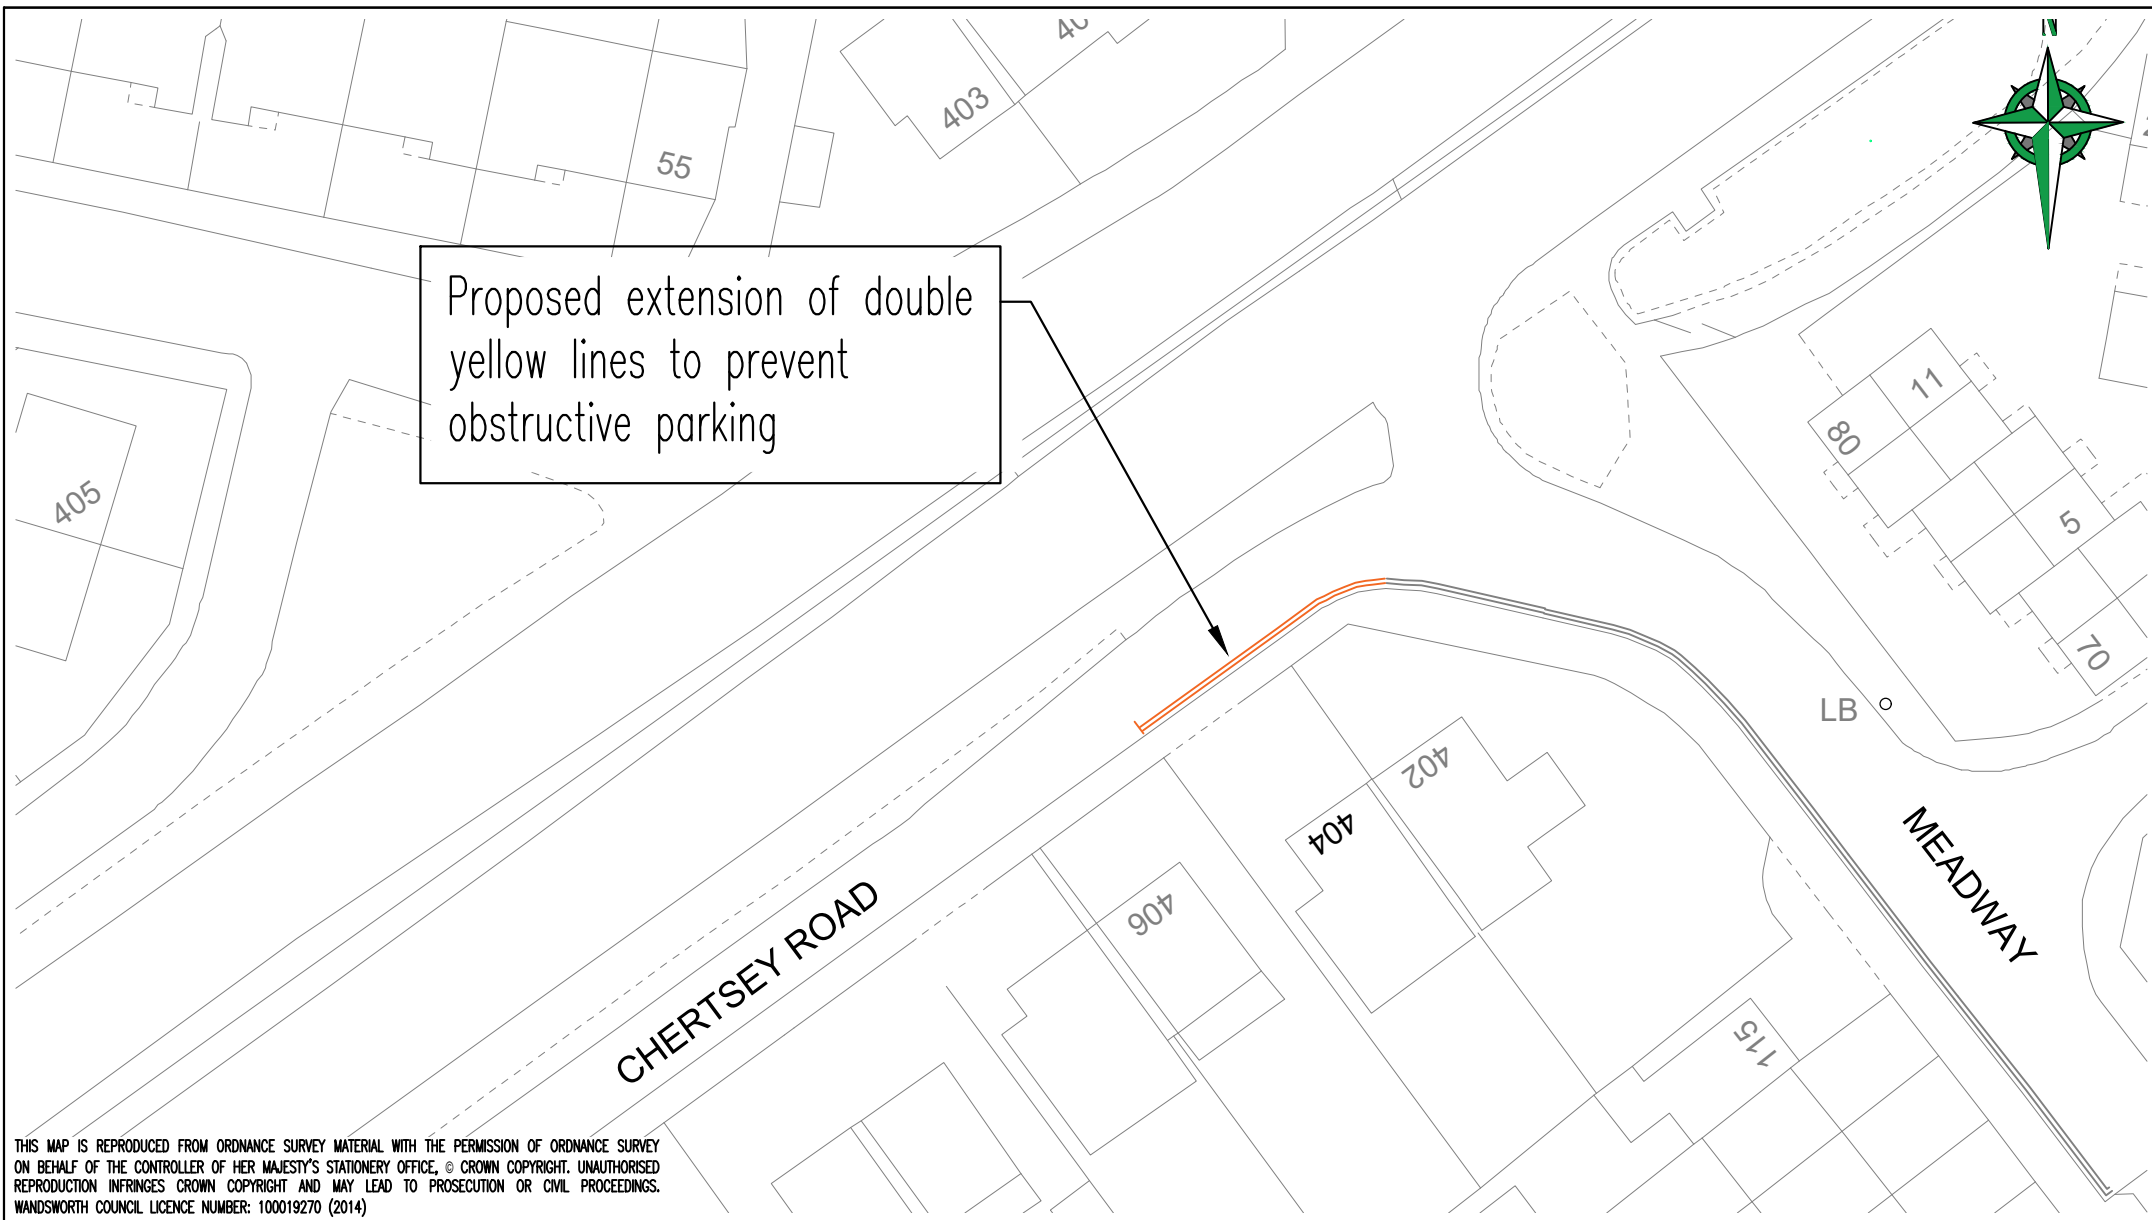 N
403
55
Proposed extension of double
yellow lines to prevent
obstructive parking
405
11
80
5
70
LB
402
404
406
MEADWAY
CHERTSEY ROAD
115
THIS MAP IS REPRODUCED FROM ORDNANCE SURVEY MATERIAL WITH THE PERMISSION OF ORDNANCE SURVEY
ON BEHALF OF THE CONTROLLER OF HER MAJESTY'S STATIONERY OFFICE, © CROWN COPYRIGHT. UNAUTHORISED
REPRODUCTION INFRINGES CROWN COPYRIGHT AND MAY LEAD TO PROSECUTION OR CIVIL PROCEEDINGS.
WANDSWORTH COUNCIL LICENCE NUMBER: 100019270 (2014)